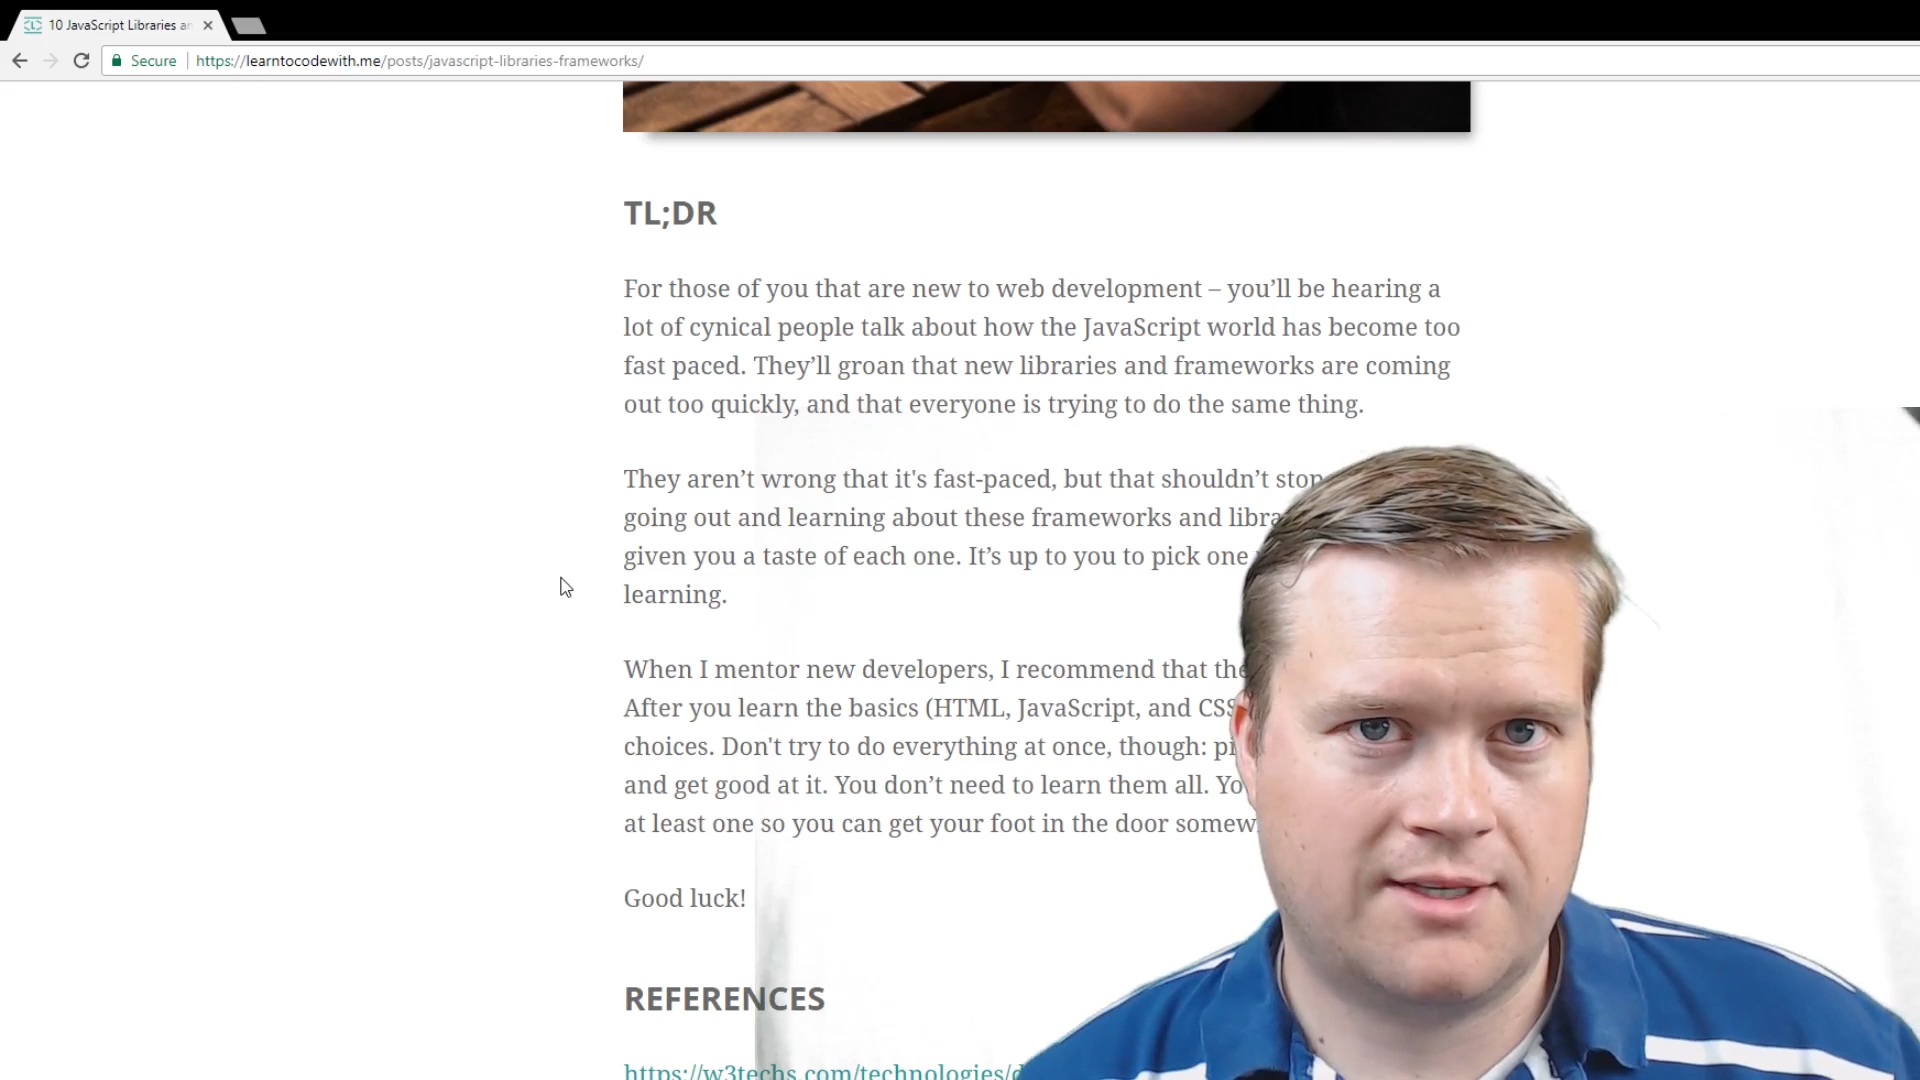 10 JavaScript Libraries
Secure https://learntocodewith.me/posts/javascript-libraries-frameworks/
TL;DR
For those of you that are new to web development – you’ll be hearing a
lot of cynical people talk about how the JavaScript world has become too
fast paced. They’ll groan that new libraries and frameworks are coming
out too quickly, and that everyone is trying to do the same thing.
They aren’t wrong that it's fast-paced, but that shouldn’t stop
going out and learning about these frameworks and
given you a taste of each one. It’s up to you to pick one
learning.
When I mentor new developers, I recommend that
After you learn the basics (HTML, JavaScript, and CSS
choices. Don't try to do everything at once, though:
and get good at it. You don’t need to learn them all.
at least one so you can get your foot in the door
Good luck!
REFERENCES
https://w3techs.com/technologies/